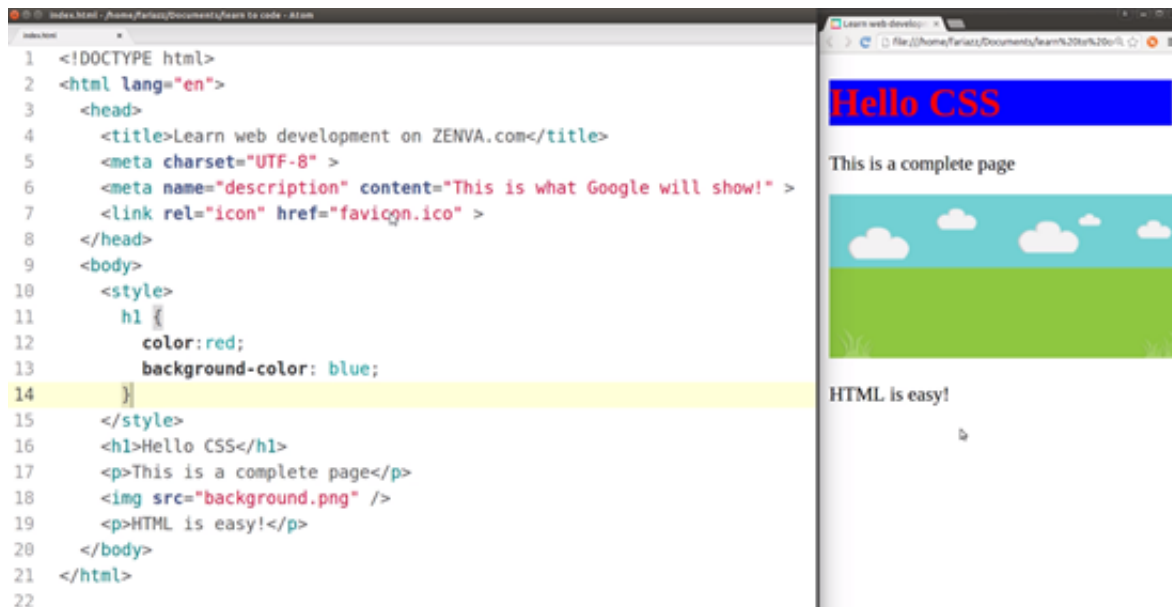 index.html - /home/fariazz/Documents/learn to code - Atom
index.html
1 <!DOCTYPE html>
2 <html lang="en">
3 <head>
4 <title>Learn web development on ZENVA.com</title>
5 <meta charset="UTF-8" >
6 <meta name="description" content="This is what Google will show!" >
7 <link rel="icon" href="favicon.ico" >
8 </head>
9 <body>
10 <style>
11 h1 {
12 color:red;
13 background-color: blue;
14 }
15 </style>
16 <h1>Hello CSS</h1>
17 <p>This is a complete page</p>
18 <img src="background.png" />
19 <p>HTML is easy!</p>
20 </body>
21 </html>
22
Learn web develop
file:///home/fariazz/Documents/learn%20to%20
Hello CSS
This is a complete page
HTML is easy!